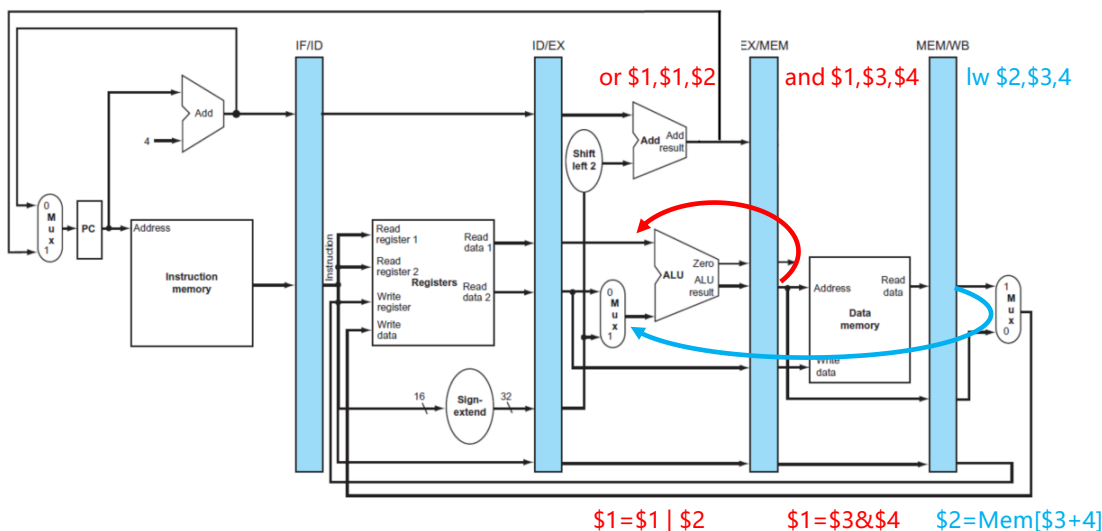 IF/ID
ID/EX
EX/MEM
MEM/WB
or $1,$1,$2
and $1,$3,$4
lw $2,$3,4
Add
4
Add
Add
result
Shift
left 2
0
M
u
x
1
PC
Address
Instruction
memory
Instruction
Read
register 1
Read
register 2
Write
register
Write
data
Registers
Read
data 1
Read
data 2
0
M
u
x
1
Zero
ALU
ALU
result
Address
Read
data
Data
memory
Write
data
1
M
u
x
0
16
Sign-
extend
32
$1=$1 | $2
$1=$3&$4
$2=Mem[$3+4]